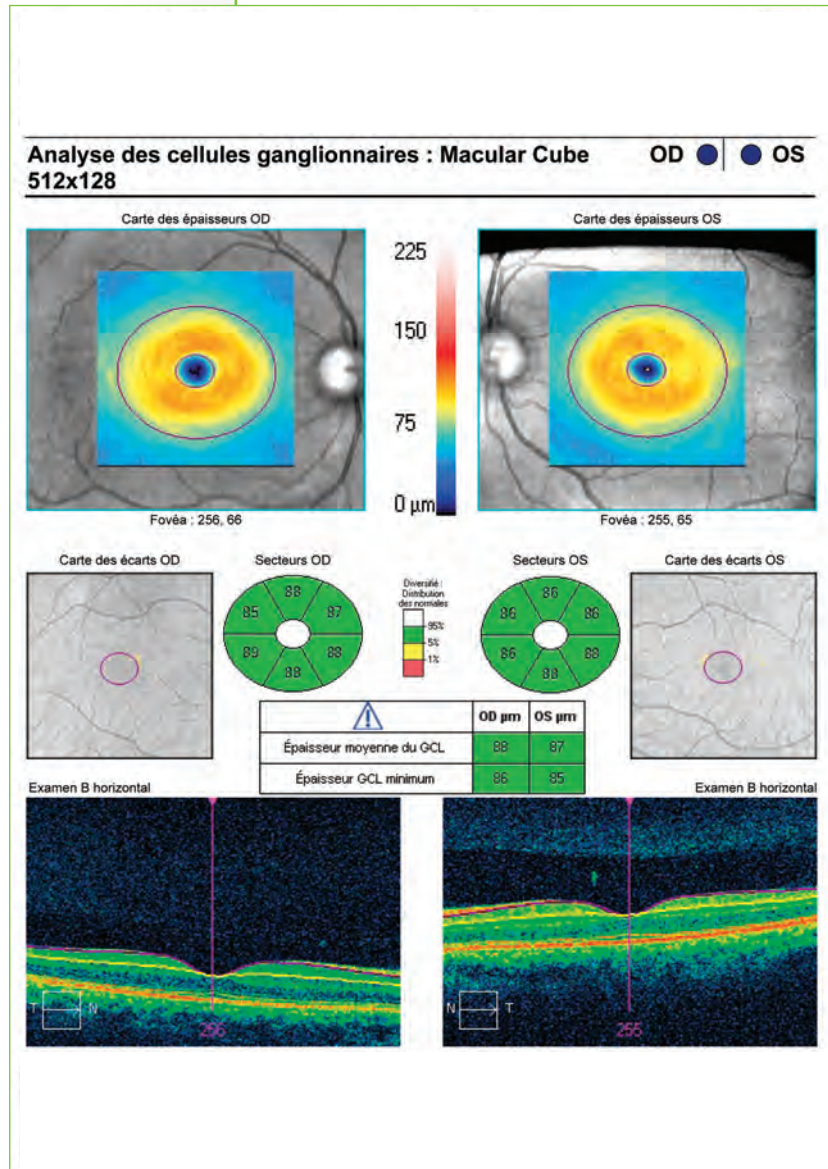 Analyse des cellules ganglionnaires : Macular Cube 512x128
OD OS
Carte des épaisseurs OD
Carte des épaisseurs OS
225
150
75
0 µm
Fovéa : 256, 66
Fovéa : 255, 65
Carte des écarts OD
Secteurs OD
Secteurs OS
Carte des écarts OS
Diversifié :
Distribution
des normales
95%
5%
1%
88
85 87
89 88
88
86
86 86
86 88
88
OD µm OS µm
Épaisseur moyenne du GCL 88 87
Épaisseur GCL minimum 86 85
Examen B horizontal
Examen B horizontal
T N
256
N T
255